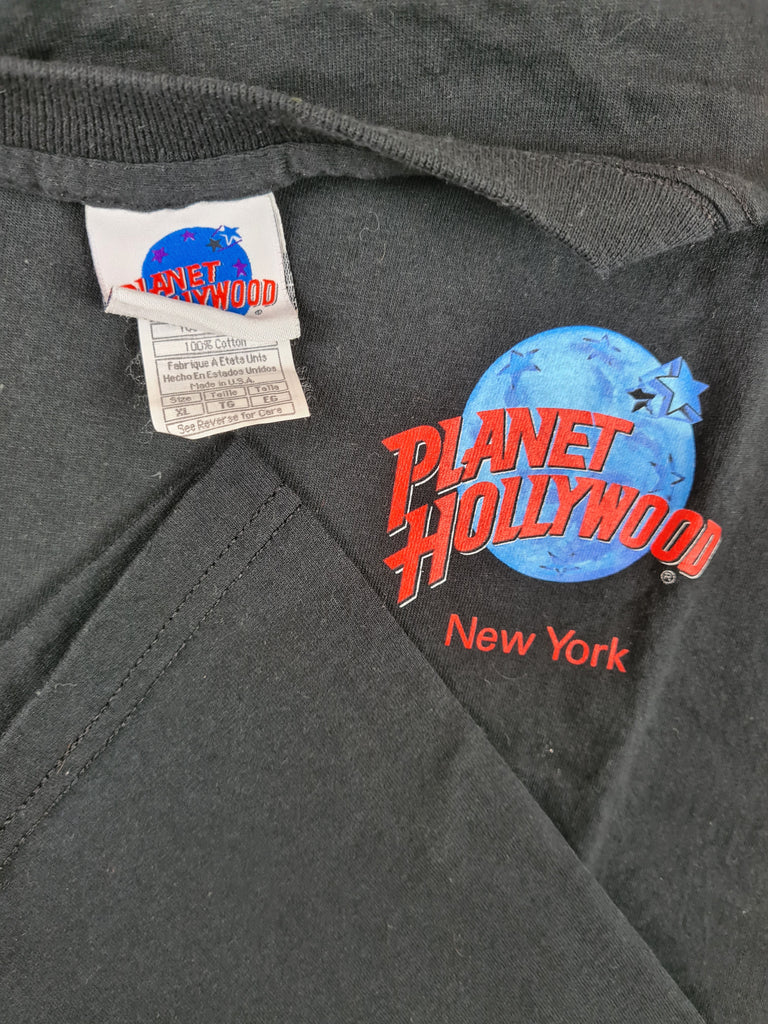 PLANET
HOLLYWOOD
®
100% Cotton
Fabrique A Etats Unis
Hecho En Estados Unidos
Made in U.S.A.
Size Taille Talla
XL TG EG
See Reverse for Care
PLANET
HOLLYWOOD
®
New York